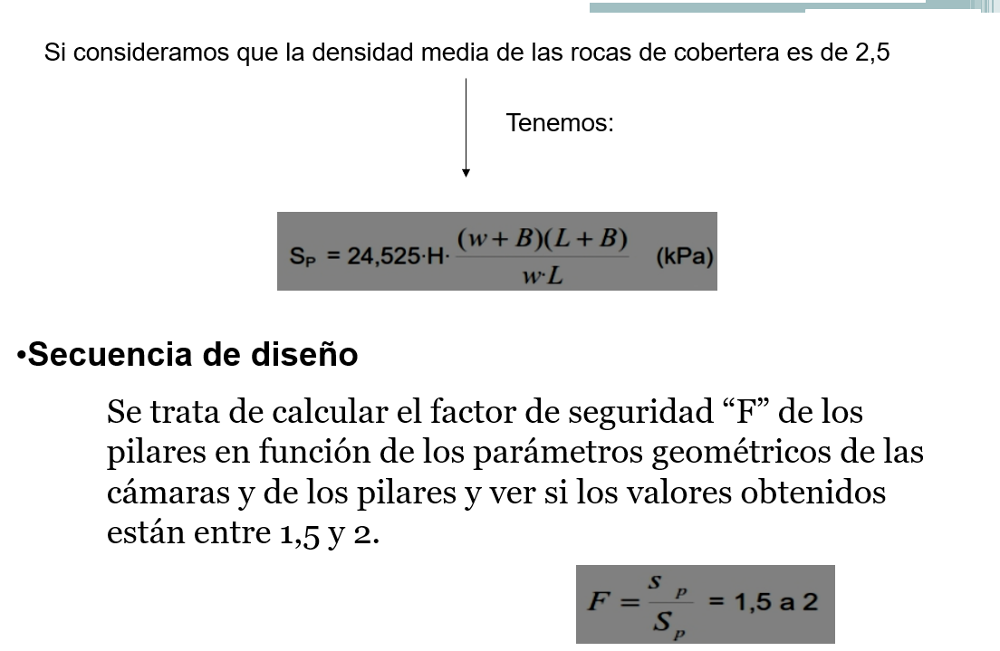 Si consideramos que la densidad media de las rocas de cobertera es de 2,5
Tenemos:
S_P = 24,525·H· \frac{(w + B)(L + B)}{w·L} (kPa)
•Secuencia de diseño
Se trata de calcular el factor de seguridad “F” de los
pilares en función de los parámetros geométricos de las
cámaras y de los pilares y ver si los valores obtenidos
están entre 1,5 y 2.
F = \frac{s_p}{S_p} = 1,5 a 2